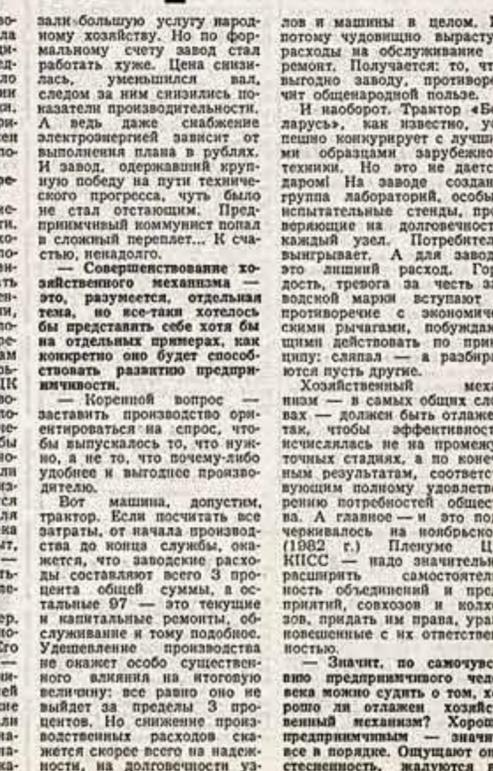 зали большую услугу народ-
ному хозяйству. Но по фор-
мальному счету завод стал
работать хуже. Цена снизи-
лась, уменьшился вал,
следом за ним снизились по-
казатели производительности.
А ведь даже снабжение
электроэнергией зависит от
выполнения плана в рублях.
И завод, одержавший круп-
ную победу на пути техниче-
ского прогресса, чуть было
не стал отстающим. Пред-
приимчивый коммунист попал
в сложный переплет... К сча-
стью, ненадолго.
— Совершенствование хо-
зяйственного механизма —
это, разумеется, отдельная
тема, но все-таки хотелось
бы представить себе хотя бы
на отдельных примерах, как
конкретно оно будет способ-
ствовать развитию предпри-
имчивости.
— Коренной вопрос —
заставить производство ори-
ентироваться на спрос, что-
бы выпускалось то, что нуж-
но, а не то, что почему-либо
удобнее и выгоднее произво-
дителю.
Вот машина, допустим,
трактор. Если посчитать все
затраты, от начала производ-
ства до конца службы, ока-
жется, что заводские расхо-
ды составляют всего 3 про-
цента общей суммы, а ос-
тальные 97 — это текущие
и капитальные ремонты, об-
служивание и тому подобное.
Удешевление производства
не окажет особо существен-
ного влияния на итоговую
величину: все равно оно не
выйдет за пределы 3 про-
центов. Но снижение произ-
водственных расходов ска-
жется скорее всего на надеж-
ности, на долговечности уз-
лов и машины в целом.
потому чудовищно вырасту
расходы на обслуживание
ремонт. Получается: то, чт
выгодно заводу, противоре
чит общенародной пользе.
И наоборот. Трактор «Бе
ларусь», как известно, ус
пешно конкурирует с лучши
ми образцами зарубежно
техники. Но это не дает
даром! На заводе создан
группа лабораторий, особы
испытательные стенды, про
веряющие на долговечност
каждый узел. Потребител
выигрывает. А для завод
это лишний расход. Гор
дость, тревога за честь за
водской марки вступают
противоречие с экономиче
скими рычагами, побуждаю
щими действовать по прин
ципу: сляпал — а разбира
ются пусть другие.
Хозяйственный меха
низм — в самых общих сло
вах — должен быть отлаже
так, чтобы эффективност
исчислялась не на промежу
точных стадиях, а по конеч
ным результатам, соответс
вующим полному удовлетво
рению потребностей общес
ва. А главное — и это по
черкивалось на ноябрьско
(1982 г.) Пленуме Ц
КПСС — надо значительн
расширить самостоятел
ность объединений и пред
приятий, совхозов и колхо
зов, придать им права, ура
новешенные с их ответстве
ностью.
— Значит, по самочувс
вию предприимчивого чело
века можно судить о том, х
рошо ли отлажен хозяйс
венный механизм? Хорош
предприимчивым — значи
все в порядке. Ощущают он
стесненность, жалуются